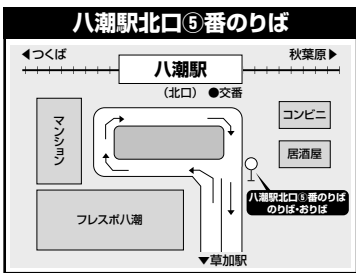 八潮駅北口⑤番のりば
◀つくば
秋葉原▶
八潮駅
(北口) ●交番
コンビニ
マンション
居酒屋
八潮駅北口⑤番のりば
のりば・おりば
フレスポ八潮
▼草加駅